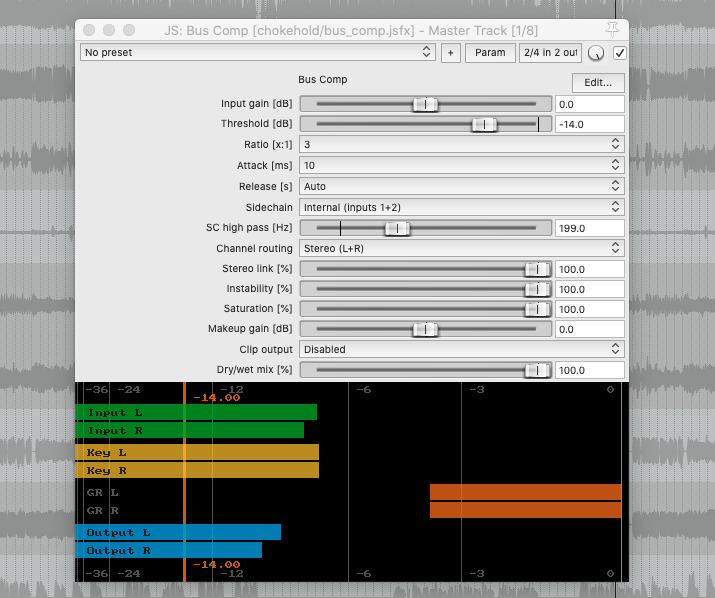 JS: Bus Comp [chokehold/bus_comp.jsfx] - Master Track [1/8]
No preset + Param 2/4 in 2 out
Bus Comp
Edit...
Input gain [dB] 0.0
Threshold [dB] -14.0
Ratio [x:1] 3
Attack [ms] 10
Release [s] Auto
Sidechain Internal (inputs 1+2)
SC high pass [Hz] 199.0
Channel routing Stereo (L+R)
Stereo link [%] 100.0
Instability [%] 100.0
Saturation [%] 100.0
Makeup gain [dB] 0.0
Clip output Disabled
Dry/wet mix [%] 100.0
-36 -24 -12 -6 -3 0
-14.00
Input L
Input R
Key L
Key R
GR L
GR R
Output L
Output R
-14.00
-36 -24 -12 -6 -3 0